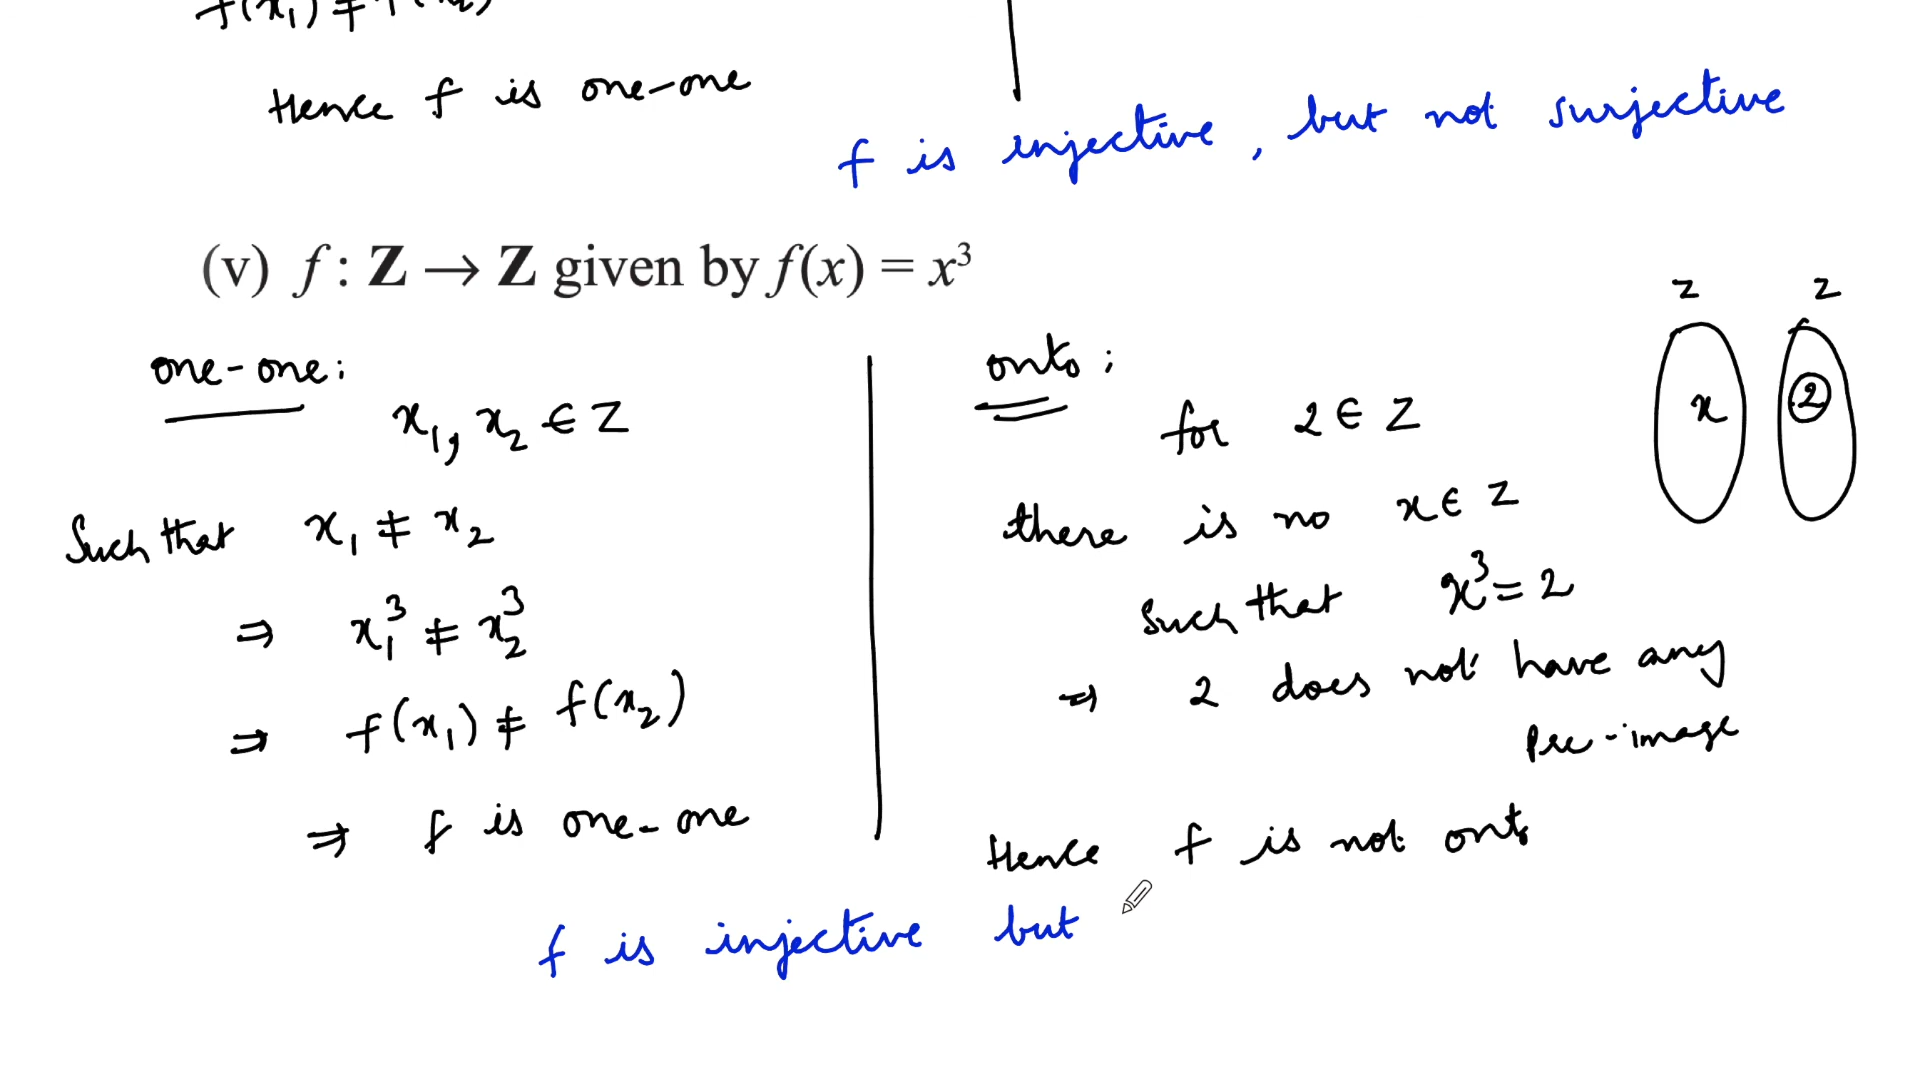 f(x₁) ≠ f(x₂)
Hence f is one-one
f is injective, but not surjective
(v) f : Z → Z given by f(x) = x³
one-one:
x₁, x₂ ∈ Z
Such that x₁ ≠ x₂
⇒ x₁³ ≠ x₂³
⇒ f(x₁) ≠ f(x₂)
⇒ f is one-one
onto:
for 2 ∈ Z
there is no x ∈ Z
Such that x³ = 2
⇒ 2 does not have any
Pre-image
Hence f is not onto
Z Z
x 2
f is injective but